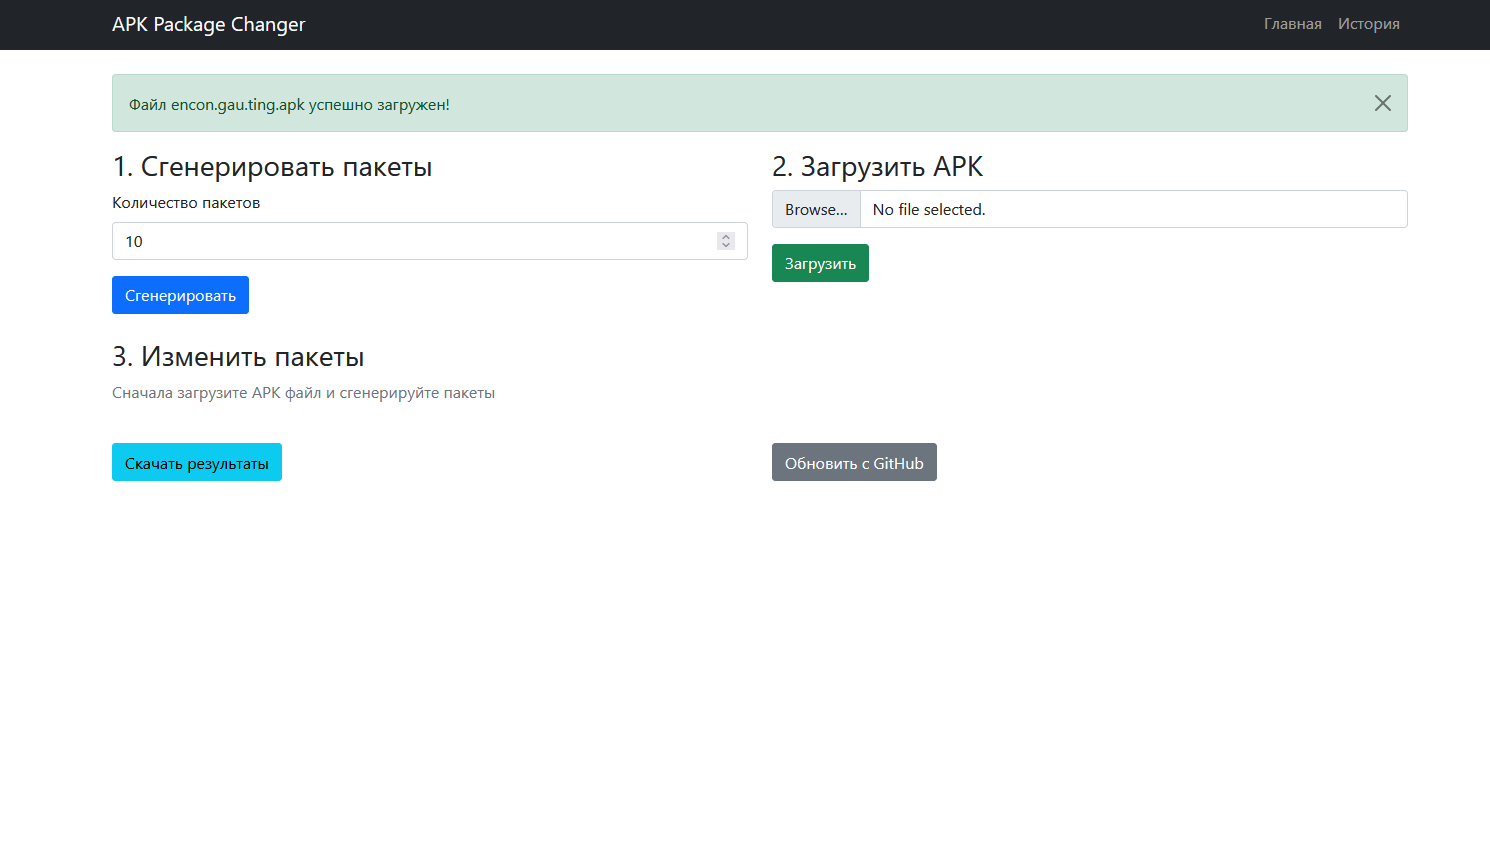 APK Package Changer
Главная
История
Файл encon.gau.ting.apk успешно загружен!
1. Сгенерировать пакеты
Количество пакетов
10
Сгенерировать
2. Загрузить APK
Browse... No file selected.
Загрузить
3. Изменить пакеты
Сначала загрузите APK файл и сгенерируйте пакеты
Скачать результаты
Обновить с GitHub